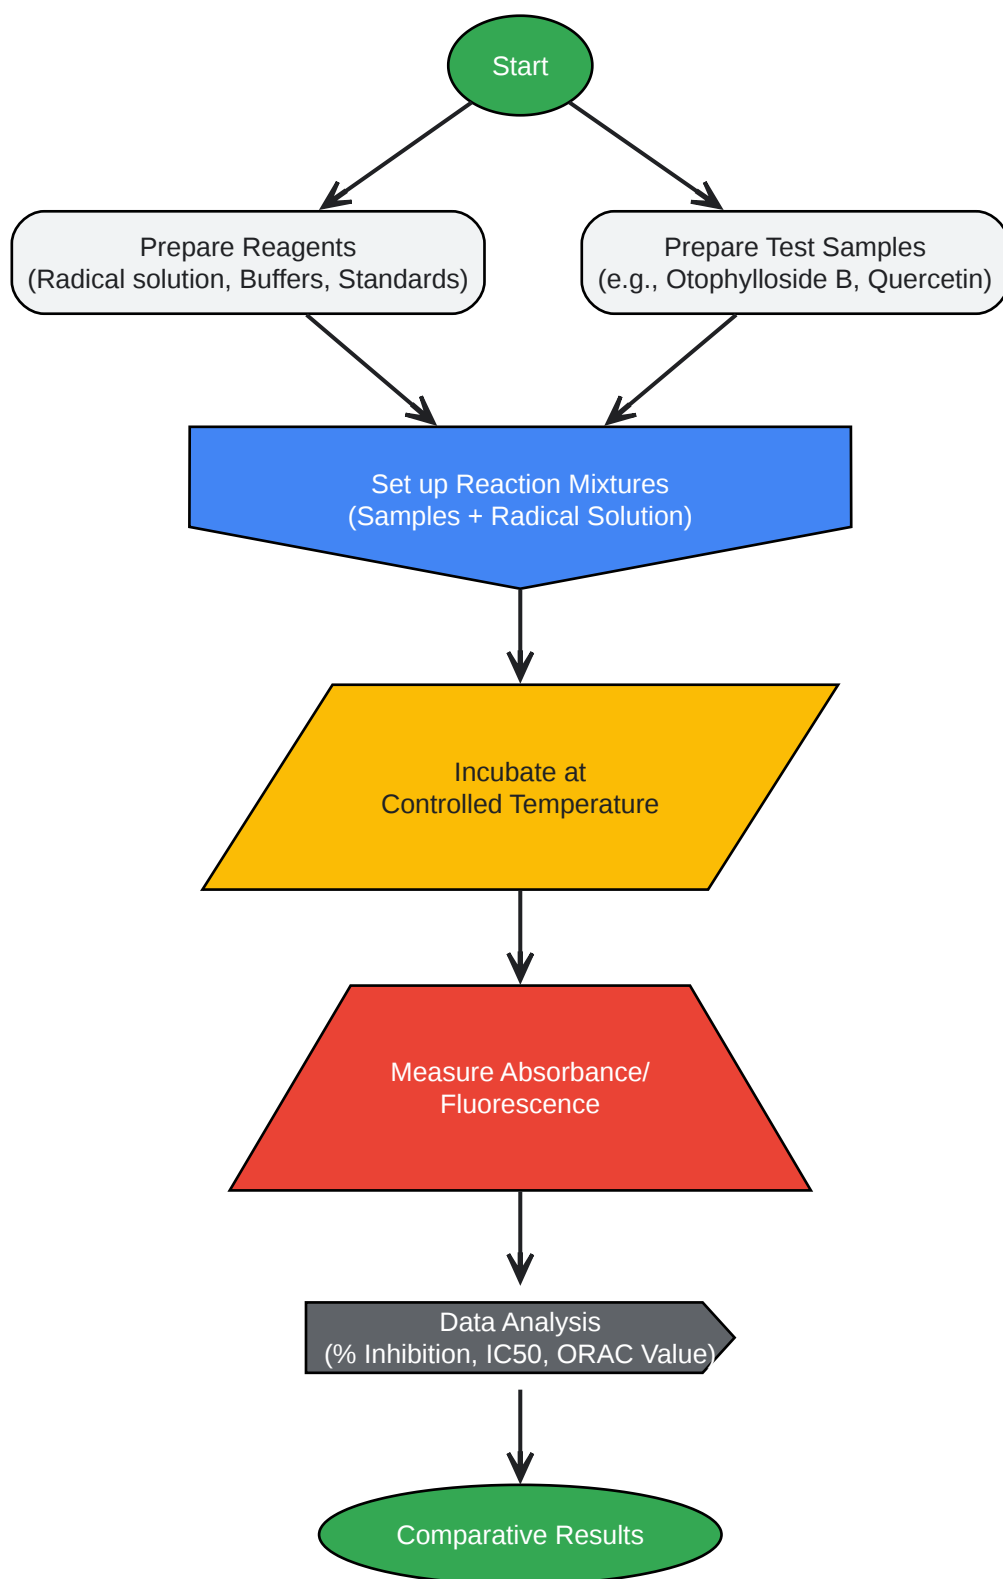 Start
Prepare Reagents
(Radical solution, Buffers, Standards)
Prepare Test Samples
(e.g., Otophylloside B, Quercetin)
Set up Reaction Mixtures
(Samples + Radical Solution)
Incubate at
Controlled Temperature
Measure Absorbance/
Fluorescence
Data Analysis
(% Inhibition, IC50, ORAC Value)
Comparative Results